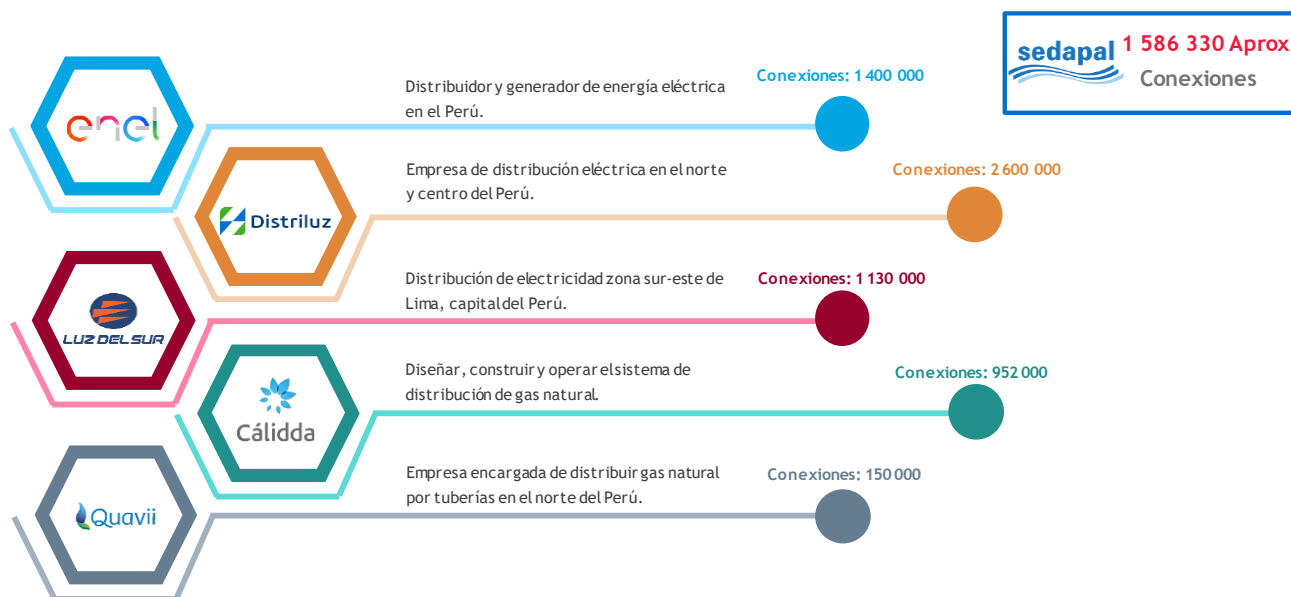 sedapal
1 586 330 Aprox
Conexiones
enel
Distribuidor y generador de energía eléctrica
en el Perú.
Conexiones: 1 400 000
Distriluz
Empresa de distribución eléctrica en el norte
y centro del Perú.
Conexiones: 2 600 000
LUZ DEL SUR
Distribución de electricidad zona sur-este de
Lima, capital del Perú.
Conexiones: 1 130 000
Cálidda
Diseñar, construir y operar el sistema de
distribución de gas natural.
Conexiones: 952 000
Quavii
Empresa encargada de distribuir gas natural
por tuberías en el norte del Perú.
Conexiones: 150 000